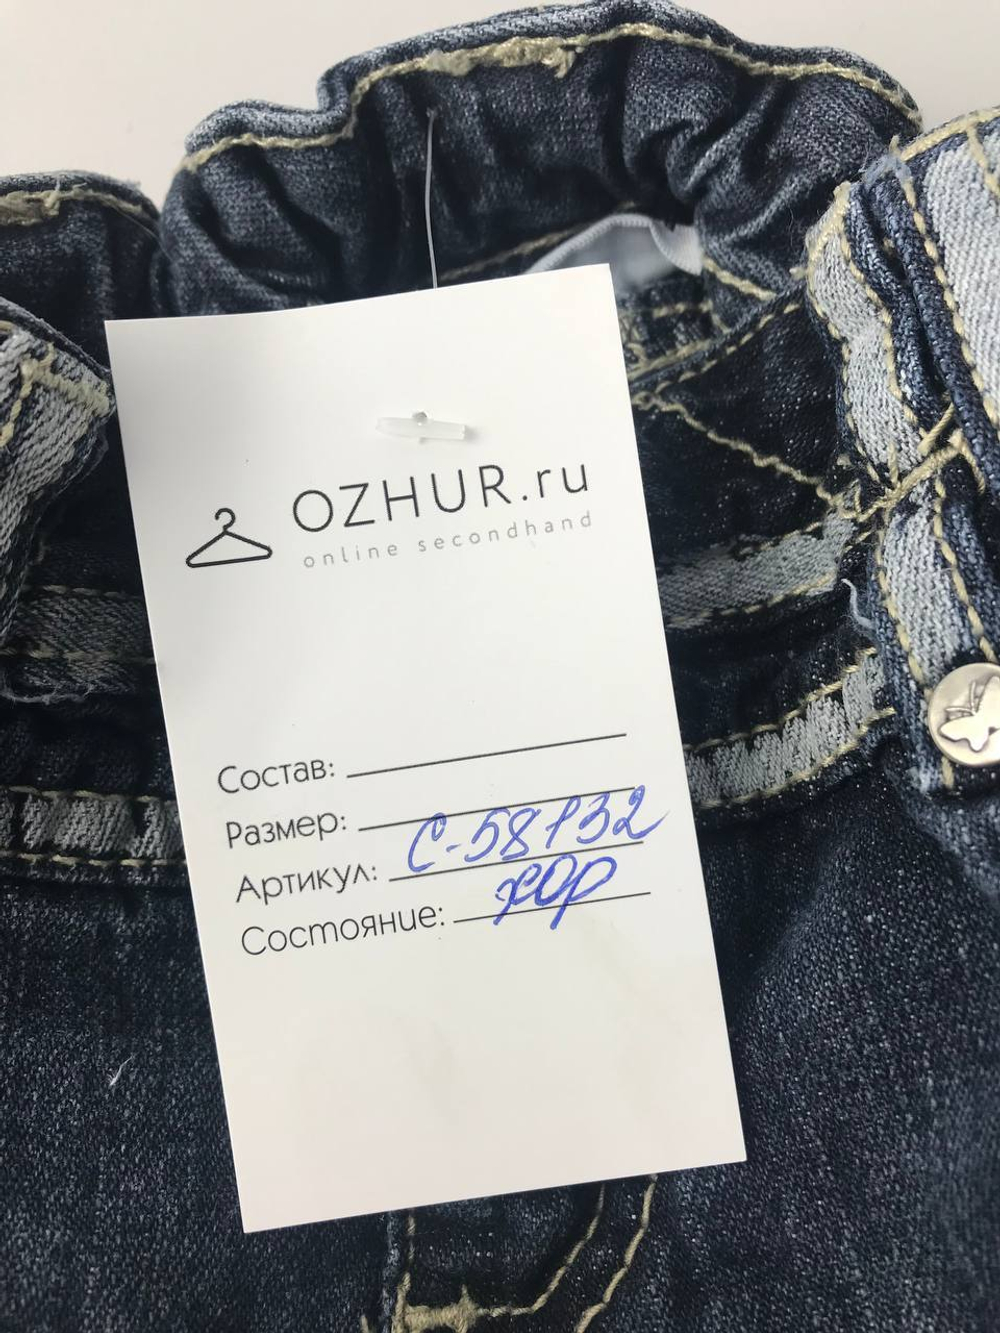 OZHUR.ru
online secondhand
Состав:
Размер:
Артикул: С-58132
Состояние: хор